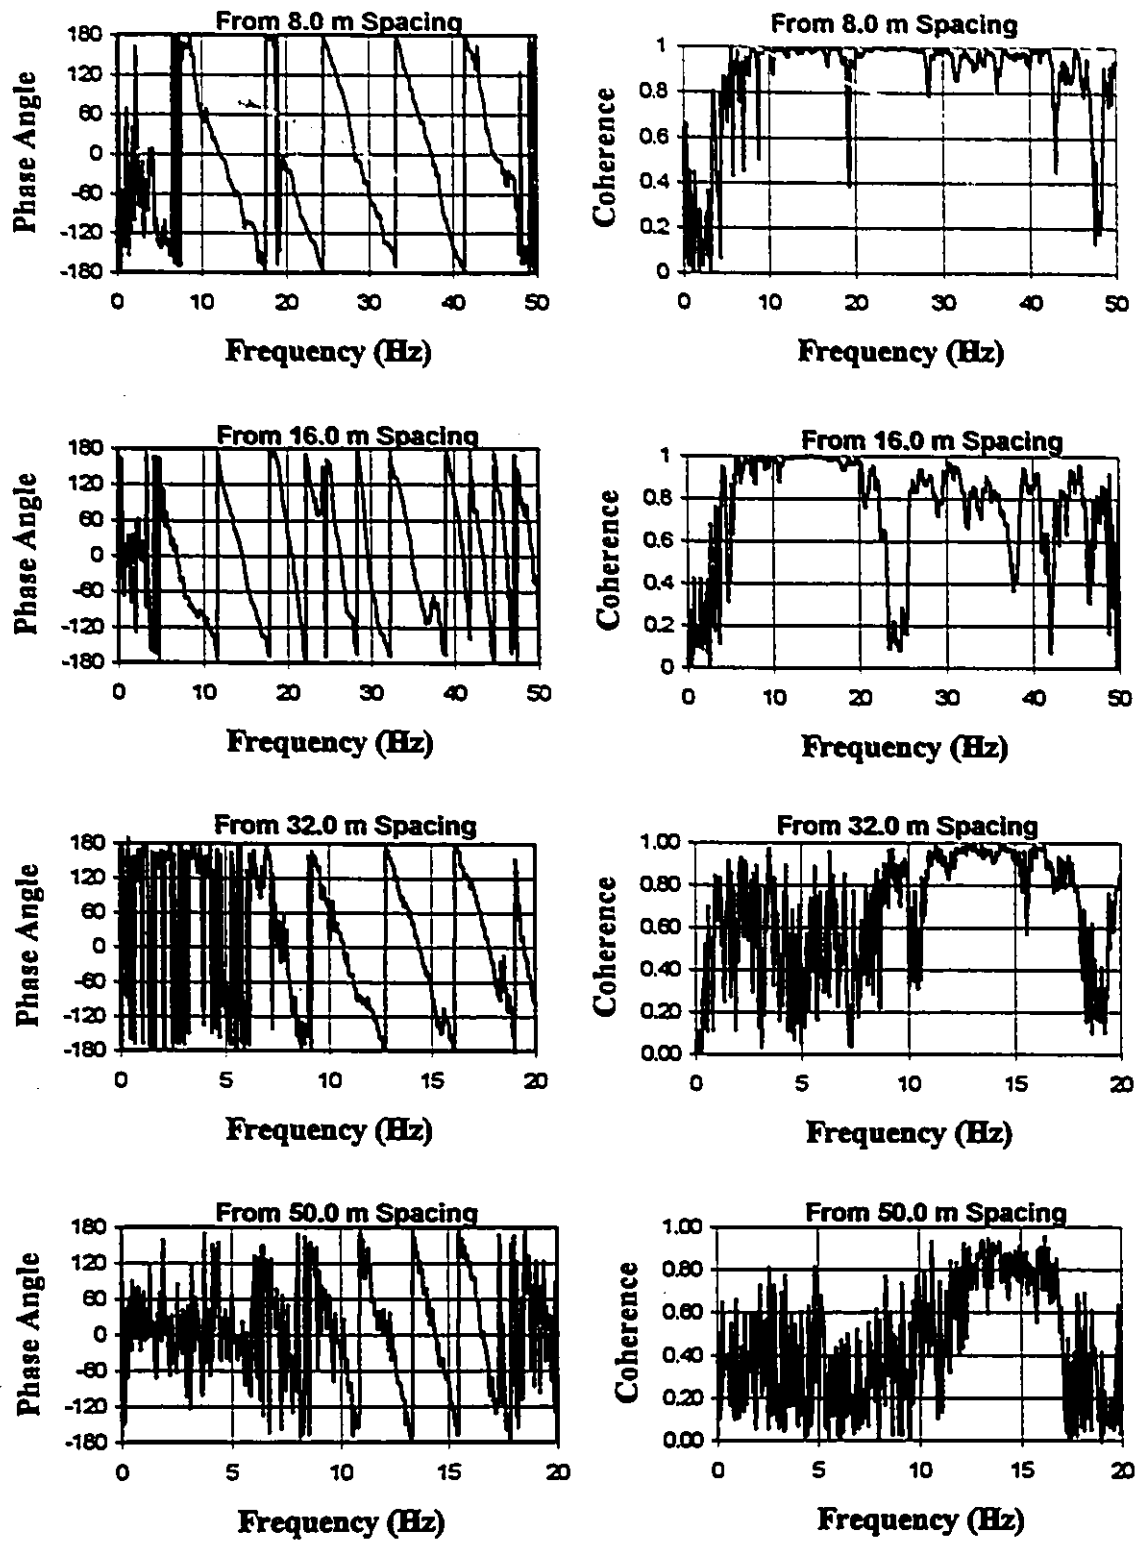 From 8.0 m Spacing
180
120
60
0
-60
-120
-180
Phase Angle
0 10 20 30 40 50
Frequency (Hz)
From 8.0 m Spacing
1
0.8
0.6
0.4
0.2
0
Coherence
0 10 20 30 40 50
Frequency (Hz)
From 16.0 m Spacing
180
120
60
0
-60
-120
-180
Phase Angle
0 10 20 30 40 50
Frequency (Hz)
From 16.0 m Spacing
1
0.8
0.6
0.4
0.2
0
Coherence
0 10 20 30 40 50
Frequency (Hz)
From 32.0 m Spacing
180
120
60
0
-60
-120
-180
Phase Angle
0 5 10 15 20
Frequency (Hz)
From 32.0 m Spacing
1.00
0.80
0.60
0.40
0.20
0.00
Coherence
0 5 10 15 20
Frequency (Hz)
From 50.0 m Spacing
180
120
60
0
-60
-120
-180
Phase Angle
0 5 10 15 20
Frequency (Hz)
From 50.0 m Spacing
1.00
0.80
0.60
0.40
0.20
0.00
Coherence
0 5 10 15 20
Frequency (Hz)